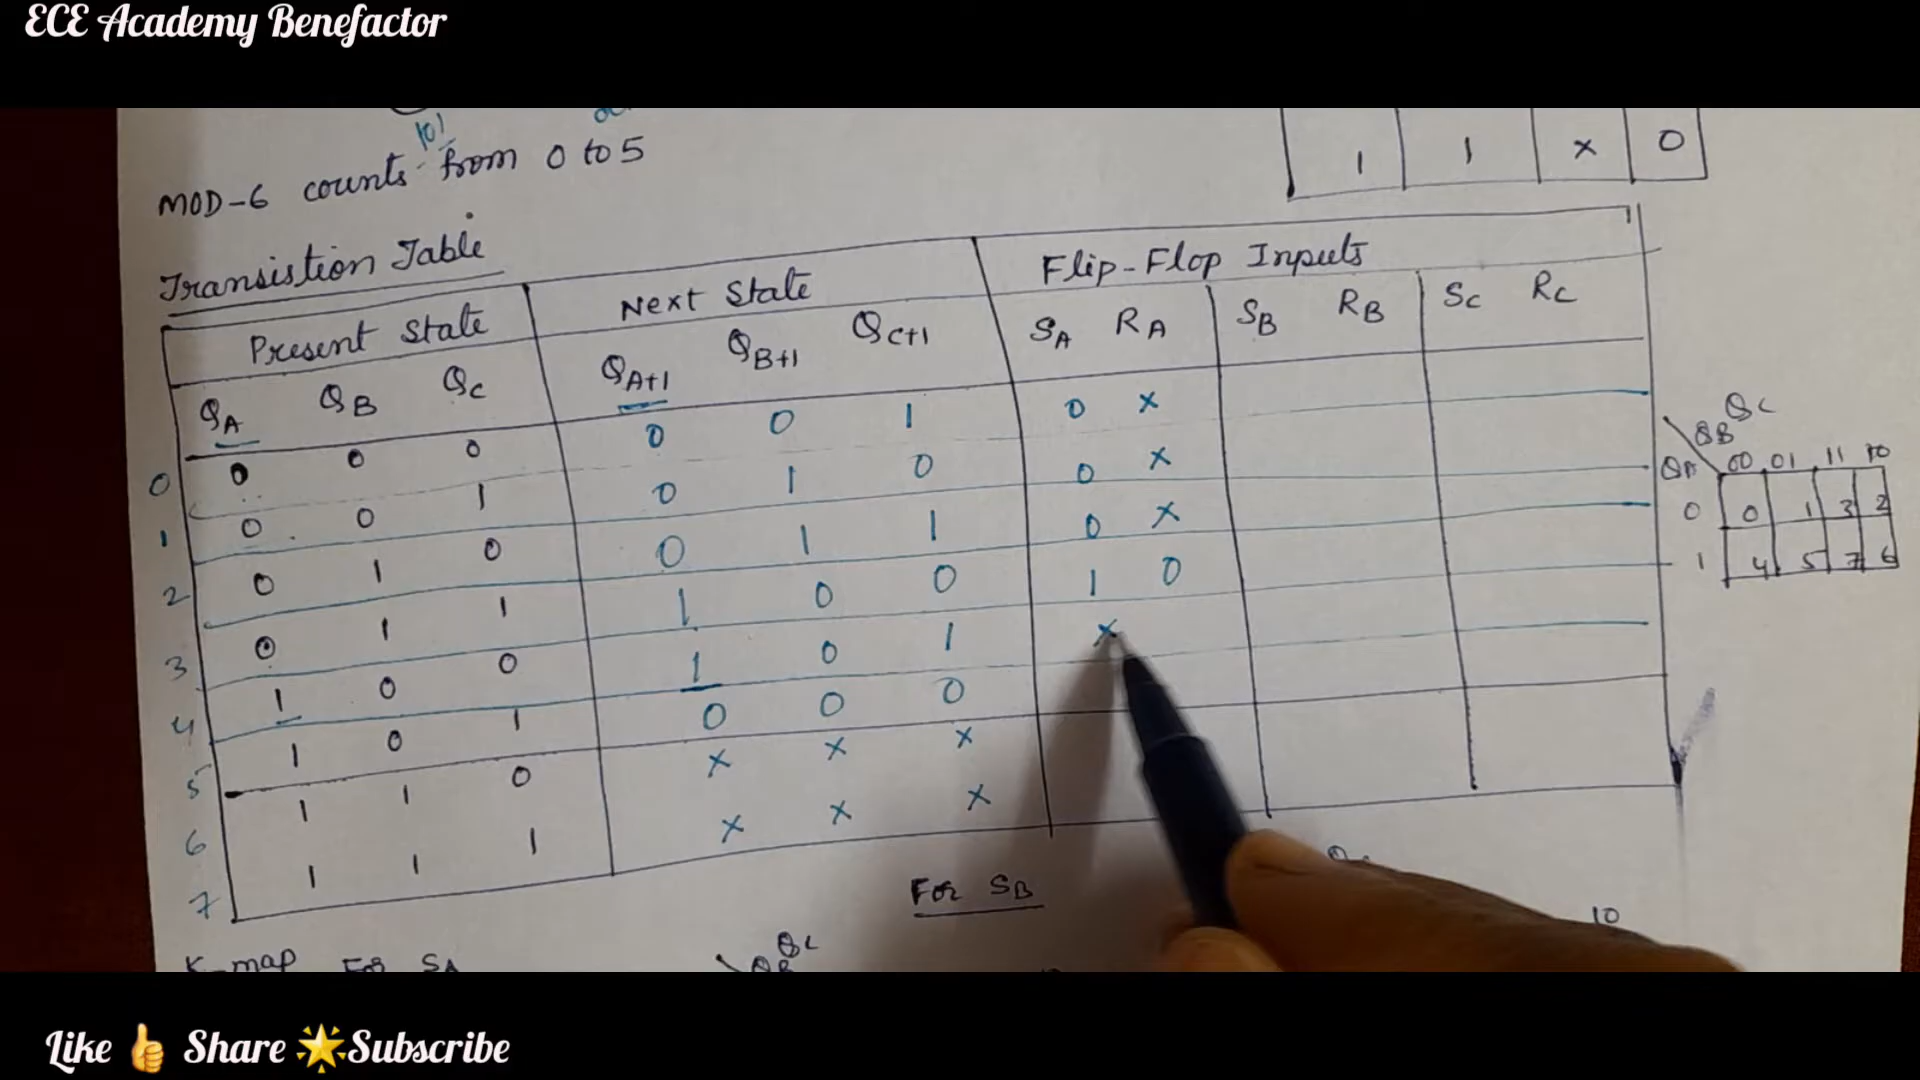 ECE Academy Benefactor
101
MOD-6 counts from 0 to 5
1 1 x 0
Transistion Table
Present State Next State Flip-Flop Inputs
QA QB QC QA+1 QB+1 QC+1 SA RA SB RB SC RC
0 0 0 0 0 0 1 0 x
1 0 0 1 0 1 0 0 x
2 0 1 0 0 1 1 0 x
3 0 1 1 1 0 0 1 0
4 1 0 0 1 0 1 x
5 1 0 1 0 0 0
6 1 1 0 x x x
7 1 1 1 x x x
QC
QB
QA 00 01 11 10
0 0 1 3 2
1 4 5 7 6
For SB
K-map For SA
QC
QB
10
Like 👍 Share 🌟Subscribe